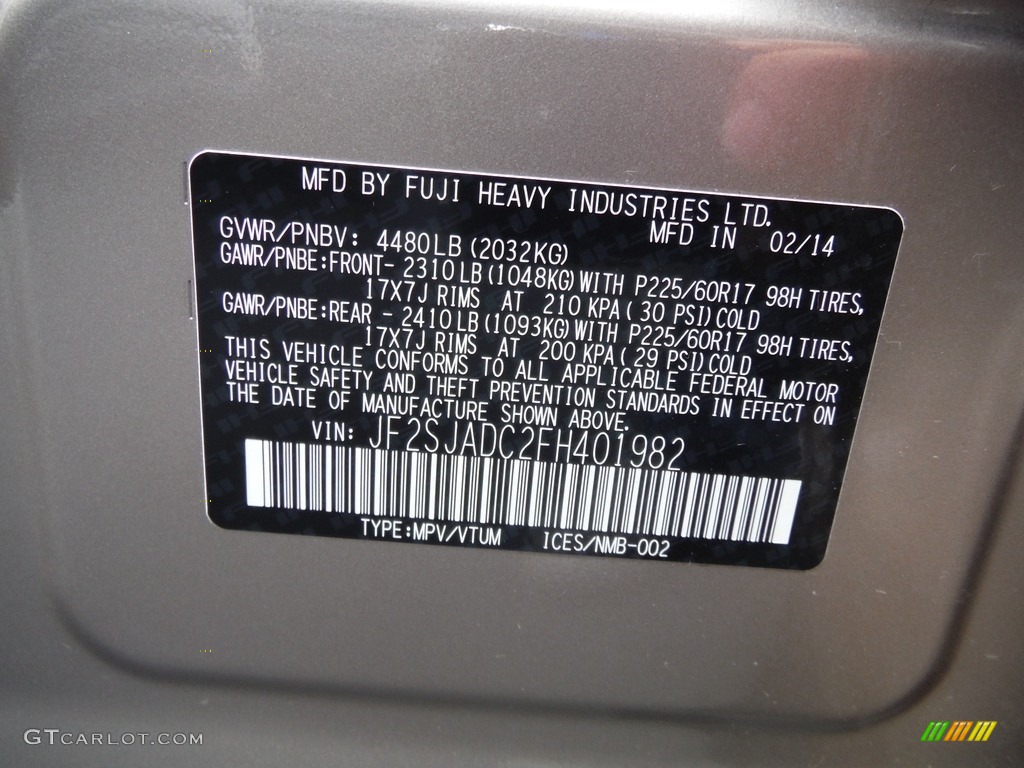 MFD BY FUJI HEAVY INDUSTRIES LTD.
MFD IN 02/14
GVWR/PNBV: 4480LB(2032KG)
GAWR/PNBE:FRONT- 2310LB(1048KG)WITH P225/60R17 98H TIRES,
17X7J RIMS AT 210 KPA(30 PSI)COLD
GAWR/PNBE:REAR - 2410LB(1093KG)WITH P225/60R17 98H TIRES,
17X7J RIMS AT 200 KPA(29 PSI)COLD
THIS VEHICLE CONFORMS TO ALL APPLICABLE FEDERAL MOTOR
VEHICLE SAFETY AND THEFT PREVENTION STANDARDS IN EFFECT ON
THE DATE OF MANUFACTURE SHOWN ABOVE.
VIN: JF2SJADC2FH401982
TYPE:MPV/VTUM ICES/NMB-002
GTCARLOT.COM